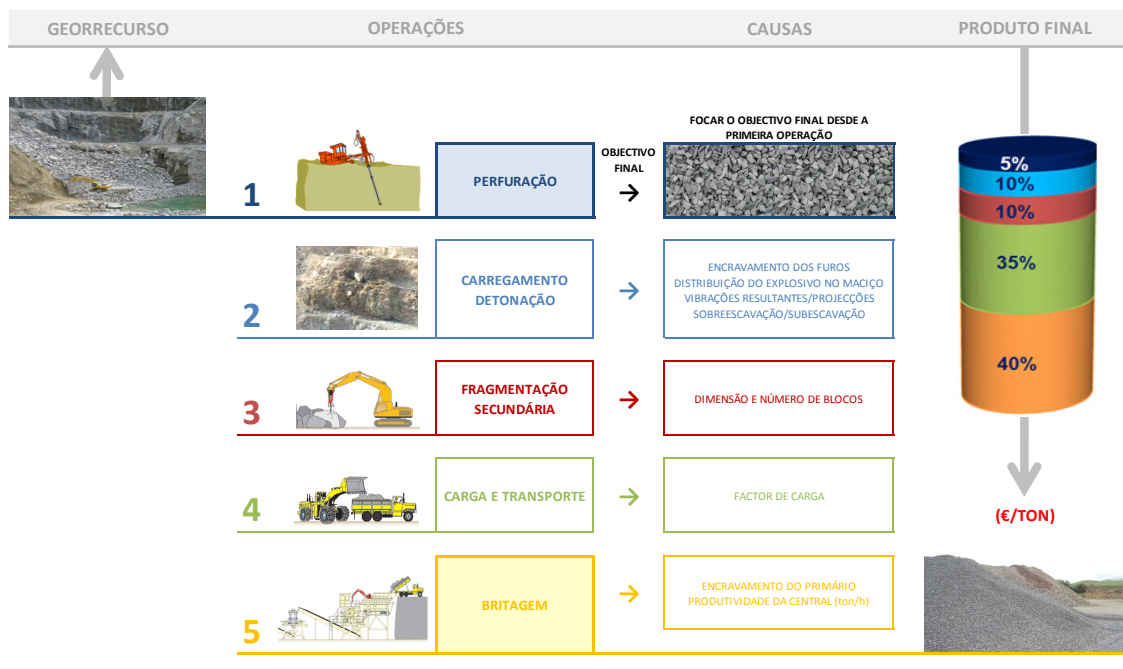 GEORRECURSO
OPERAÇÕES
CAUSAS
PRODUTO FINAL
1
PERFURAÇÃO
OBJECTIVO
FINAL
→
FOCAR O OBJECTIVO FINAL DESDE A
PRIMEIRA OPERAÇÃO
2
CARREGAMENTO
DETONAÇÃO
→
ENCRAVAMENTO DOS FUROS
DISTRIBUIÇÃO DO EXPLOSIVO NO MACIÇO
VIBRAÇÕES RESULTANTES/PROJECÇÕES
SOBREESCAVAÇÃO/SUBESCAVAÇÃO
3
FRAGMENTAÇÃO
SECUNDÁRIA
→
DIMENSÃO E NÚMERO DE BLOCOS
4
CARGA E TRANSPORTE
→
FACTOR DE CARGA
5
BRITAGEM
→
ENCRAVAMENTO DO PRIMÁRIO
PRODUTIVIDADE DA CENTRAL (ton/h)
5%
10%
10%
35%
40%
(€/TON)